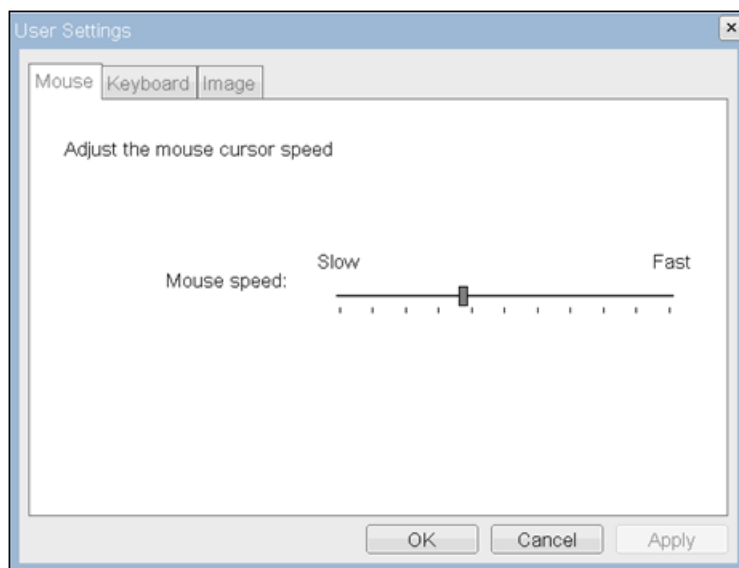 User Settings
Mouse Keyboard Image
Adjust the mouse cursor speed
Slow Fast
Mouse speed:
OK Cancel Apply